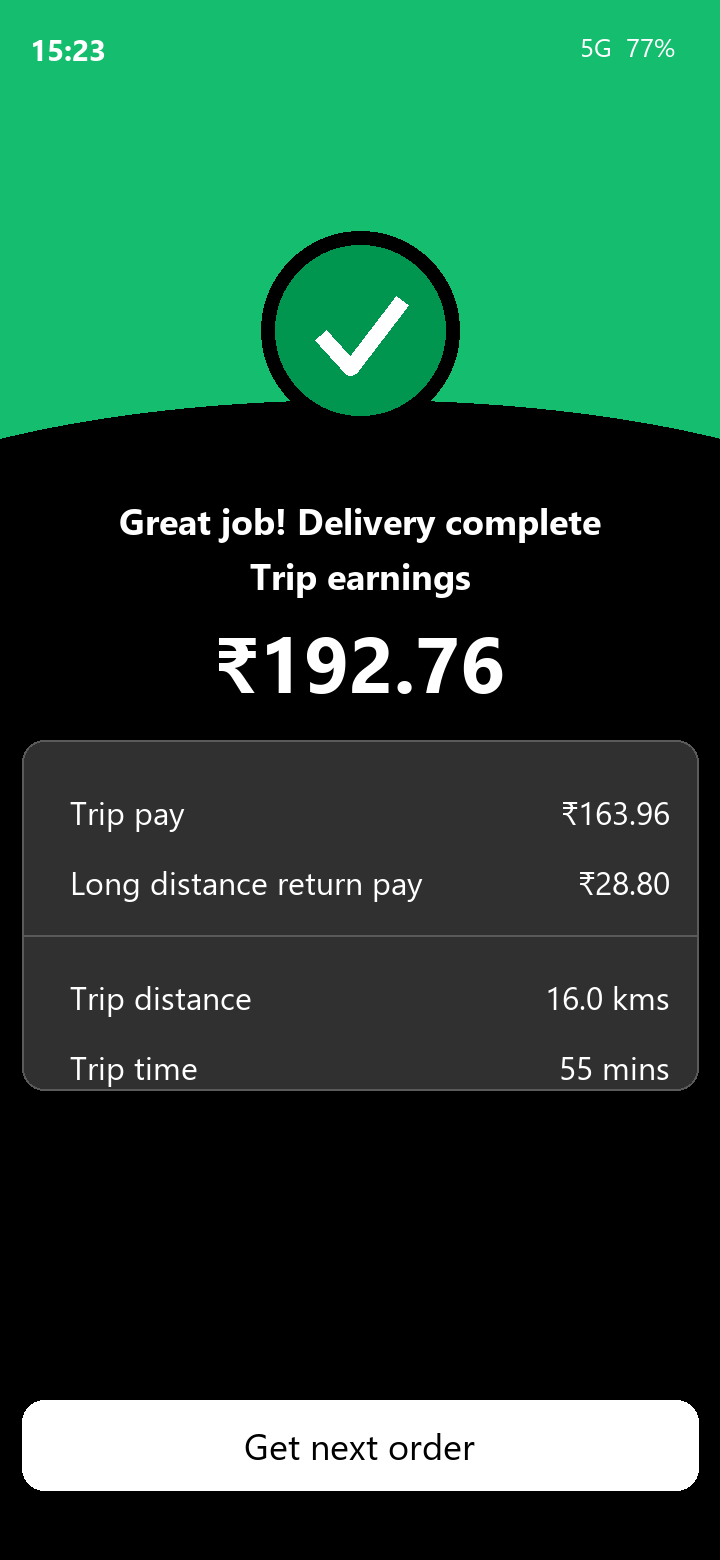 15:23 5G 77%
Great job! Delivery complete
Trip earnings
₹192.76
Trip pay ₹163.96
Long distance return pay ₹28.80
Trip distance 16.0 kms
Trip time 55 mins
Get next order